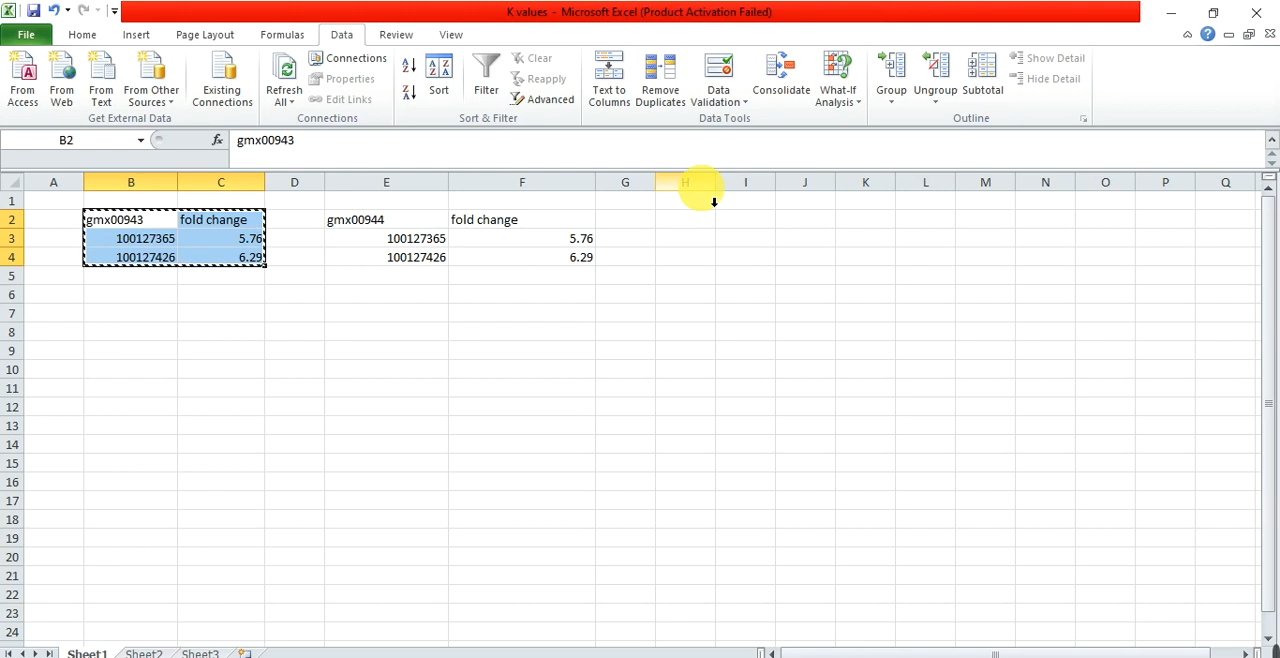 K values - Microsoft Excel (Product Activation Failed)
File Home Insert Page Layout Formulas Data Review View
From Access From Web From Text From Other Sources Existing Connections Refresh All Connections Properties Edit Links Sort Filter Clear Reapply Advanced Text to Columns Remove Duplicates Data Validation Consolidate What-If Analysis Group Ungroup Subtotal Show Detail Hide Detail
Get External Data Connections Sort & Filter Data Tools Outline
B2 fx gmx00943
A B C D E F G H I J K L M N O P Q
1
2 gmx00943 fold change gmx00944 fold change
3 100127365 5.76 100127365 5.76
4 100127426 6.29 100127426 6.29
5
6
7
8
9
10
11
12
13
14
15
16
17
18
19
20
21
22
23
24
Sheet1 Sheet2 Sheet3